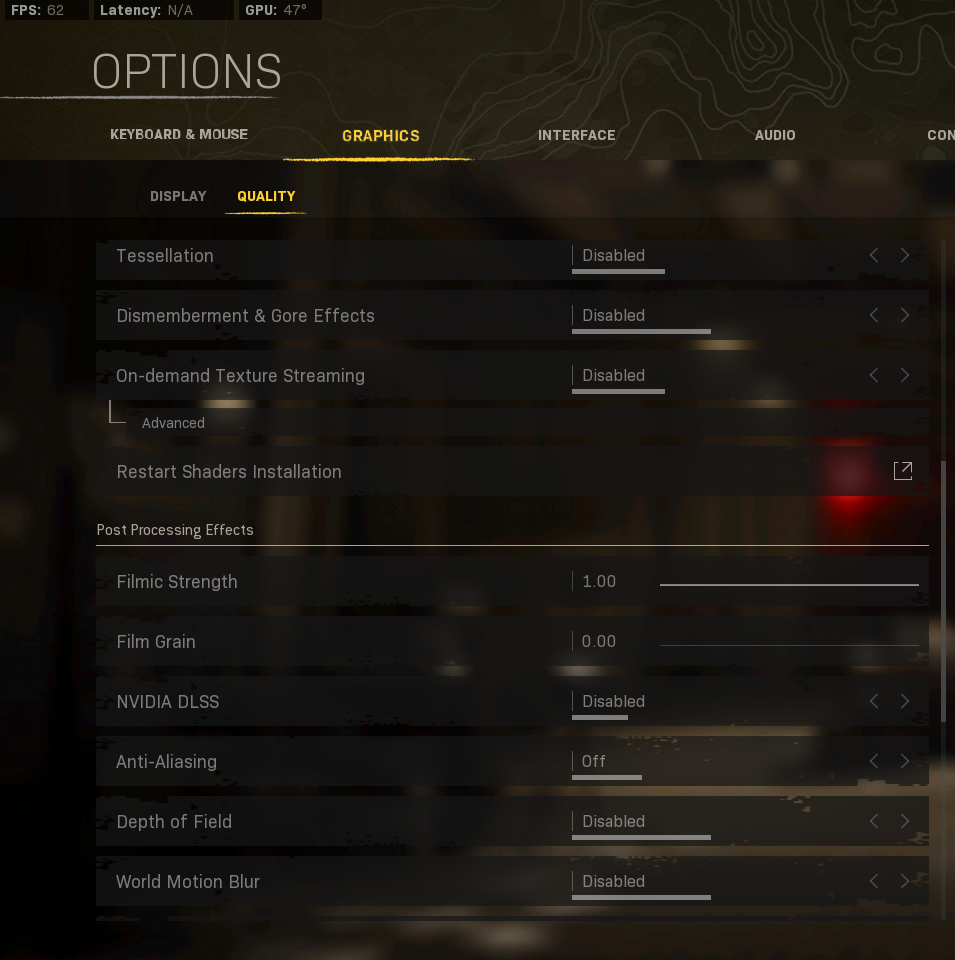 FPS: 62 Latency: N/A GPU: 47°
OPTIONS
KEYBOARD & MOUSE GRAPHICS INTERFACE AUDIO CON
DISPLAY QUALITY
Tessellation Disabled
Dismemberment & Gore Effects Disabled
On-demand Texture Streaming Disabled
Advanced
Restart Shaders Installation
Post Processing Effects
Filmic Strength 1.00
Film Grain 0.00
NVIDIA DLSS Disabled
Anti-Aliasing Off
Depth of Field Disabled
World Motion Blur Disabled